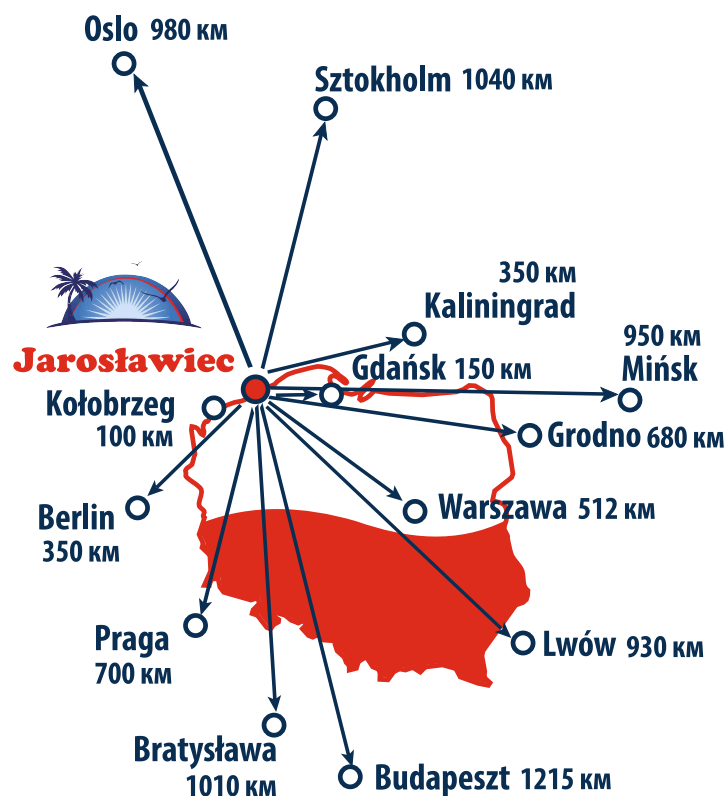 Oslo 980 км
Sztokholm 1040 км
350 км
Kaliningrad
950 км
Mińsk
Jarosławiec
Gdańsk 150 км
Kołobrzeg
100 км
Grodno 680 км
Berlin
350 км
Warszawa 512 км
Praga
700 км
Lwów 930 км
Bratysława
1010 км
Budapeszt 1215 км